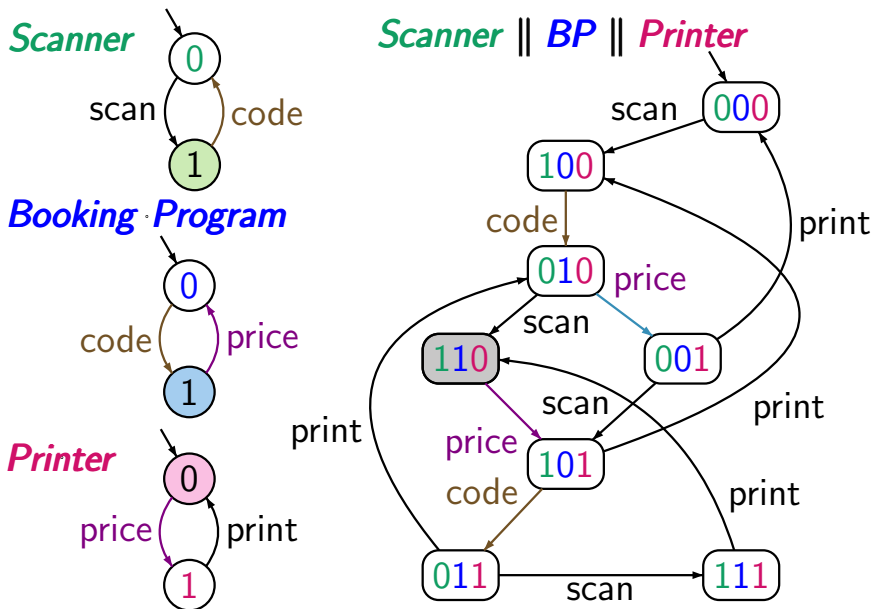 Scanner
0
scan
code
1
Booking Program
0
code
price
1
Printer
0
price
print
1
Scanner || BP || Printer
000
scan
100
code
print
010
price
scan
110
001
scan
print
print
price
101
code
print
011
scan
111